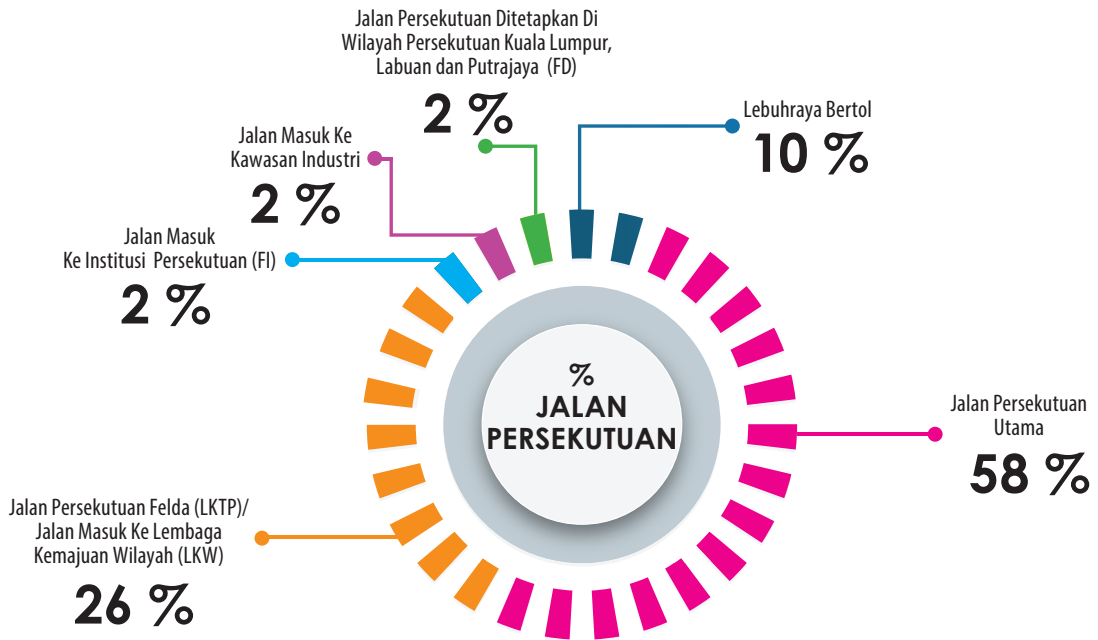 Jalan Persekutuan Ditetapkan Di
Wilayah Persekutuan Kuala Lumpur,
Labuan dan Putrajaya (FD)
2 %
Lebuhraya Bertol
10 %
Jalan Masuk Ke
Kawasan Industri
2 %
Jalan Masuk
Ke Institusi Persekutuan (FI)
2 %
%
JALAN
PERSEKUTUAN
Jalan Persekutuan
Utama
58 %
Jalan Persekutuan Felda (LKTP)/
Jalan Masuk Ke Lembaga
Kemajuan Wilayah (LKW)
26 %